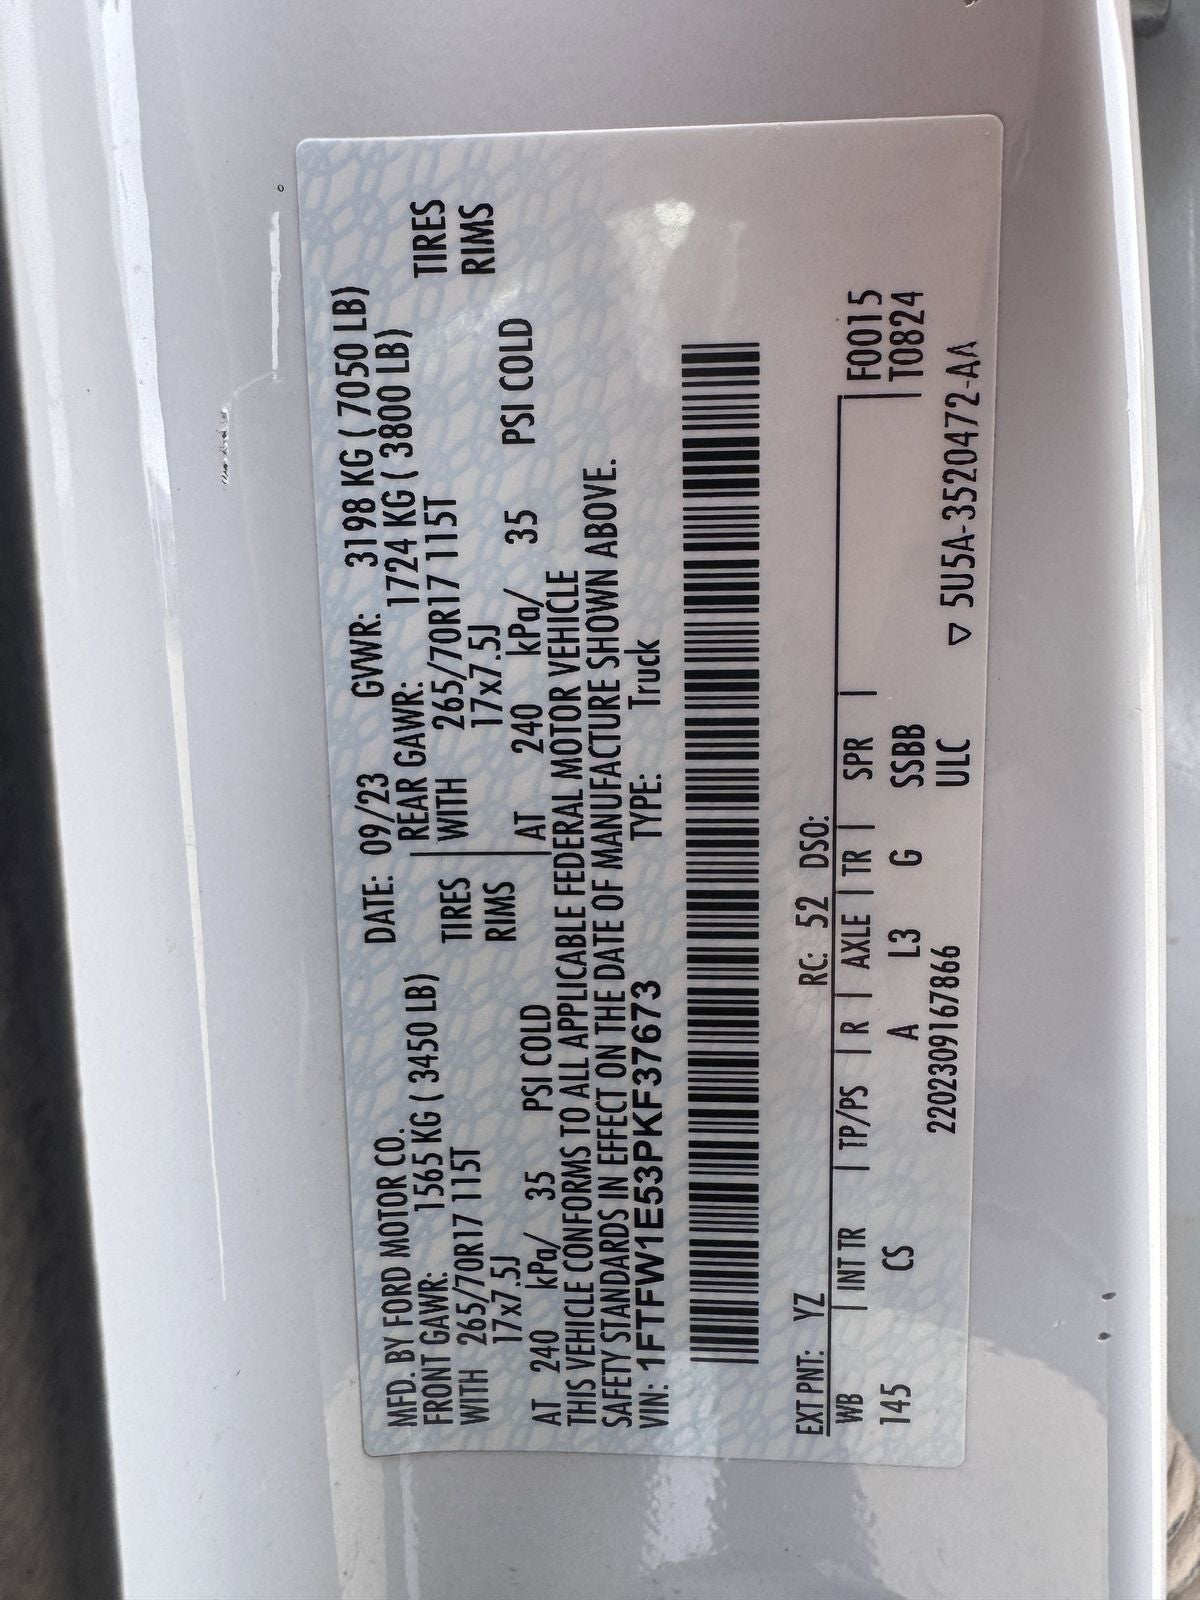 MFD. BY FORD MOTOR CO. DATE: 09/23 GVWR: 3198 KG ( 7050 LB)
FRONT GAWR: 1565 KG ( 3450 LB) REAR GAWR: 1724 KG ( 3800 LB)
WITH 265/70R17 115T TIRES WITH 265/70R17 115T TIRES
17x7.5J RIMS 17x7.5J RIMS
AT 240 kPa/ 35 PSI COLD AT 240 kPa/ 35 PSI COLD
THIS VEHICLE CONFORMS TO ALL APPLICABLE FEDERAL MOTOR VEHICLE
SAFETY STANDARDS IN EFFECT ON THE DATE OF MANUFACTURE SHOWN ABOVE.
VIN: 1FTFW1E53PKF37673 TYPE: Truck
EXT PNT: YZ RC: 52 DSO:
WB | INT TR | TP/PS | R | AXLE | TR | SPR | F0015
145 CS A L3 G SSBB T0824
2202309167866 ULC ▽ 5U5A-3520472-AA